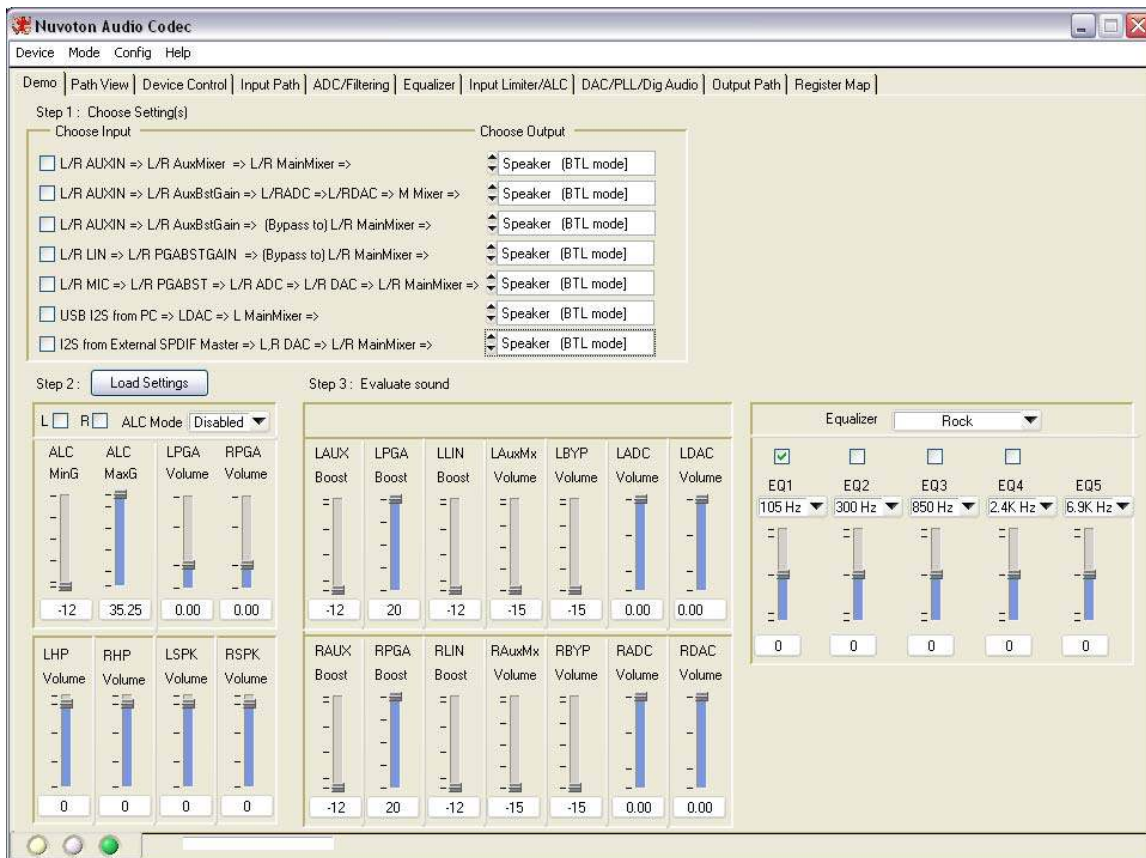 Nuvoton Audio Codec
Device Mode Config Help
Demo Path View Device Control Input Path ADC/Filtering Equalizer Input Limiter/ALC DAC/PLL/Dig Audio Output Path Register Map
Step 1 : Choose Setting(s)
Choose Input Choose Output
L/R AUXIN => L/R AuxMixer => L/R MainMixer => Speaker (BTL mode]
L/R AUXIN => L/R AuxBstGain => L/RADC =>L/RDAC => M Mixer => Speaker (BTL mode]
L/R AUXIN => L/R AuxBstGain => (Bypass to) L/R MainMixer => Speaker (BTL mode]
L/R LIN => L/R PGABSTGAIN => (Bypass to) L/R MainMixer => Speaker (BTL mode]
L/R MIC => L/R PGABST => L/R ADC => L/R DAC => L/R MainMixer => Speaker (BTL mode]
USB I2S from PC => LDAC => L MainMixer => Speaker (BTL mode]
I2S from External SPDIF Master => L,R DAC => L/R MainMixer => Speaker (BTL mode]
Step 2 : Load Settings Step 3 : Evaluate sound
L R ALC Mode Disabled
ALC ALC LPGA RPGA
MinG MaxG Volume Volume
-12 35.25 0.00 0.00
LHP RHP LSPK RSPK
Volume Volume Volume Volume
0 0 0 0
LAUX LPGA LLIN LAuxMx LBYP LADC LDAC
Boost Boost Boost Volume Volume Volume Volume
-12 20 -12 -15 -15 0.00 0.00
RAUX RPGA RLIN RAuxMx RBYP RADC RDAC
Boost Boost Boost Volume Volume Volume Volume
-12 20 -12 -15 -15 0.00 0.00
Equalizer Rock
EQ1 EQ2 EQ3 EQ4 EQ5
105 Hz 300 Hz 850 Hz 2.4K Hz 6.9K Hz
0 0 0 0 0